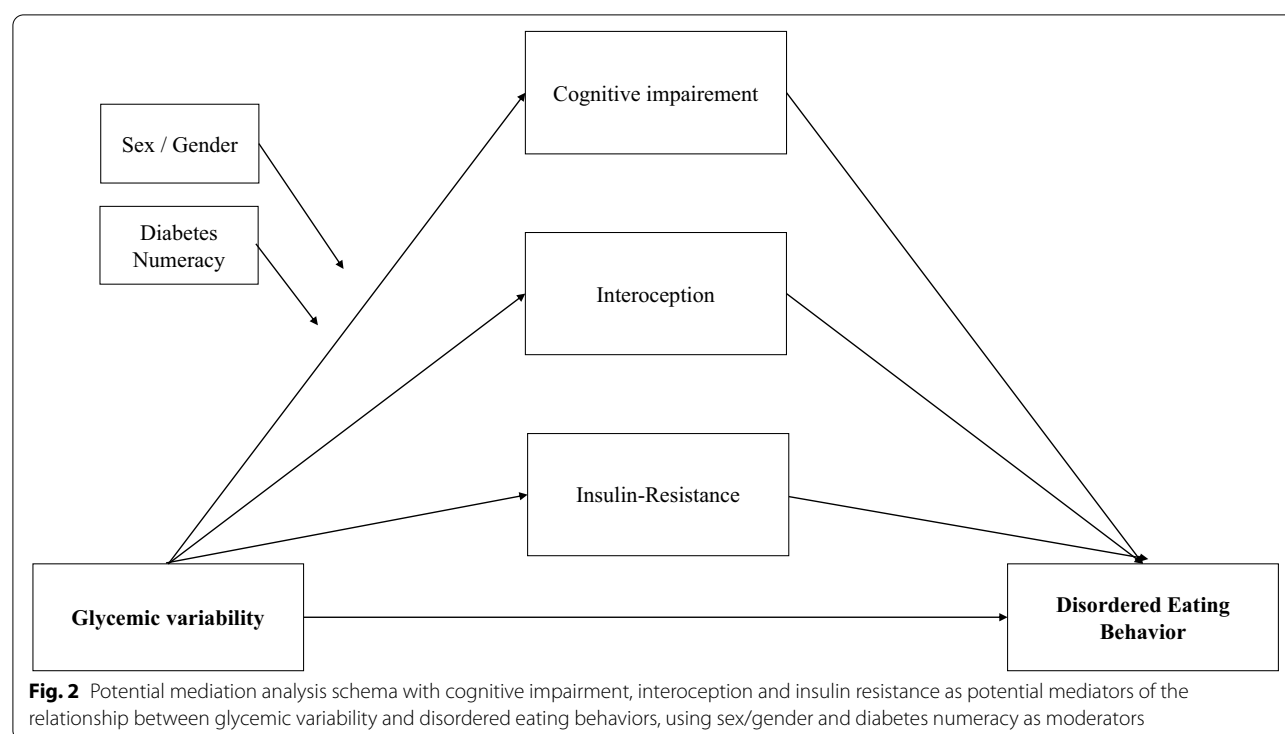 Cognitive impairement
Sex / Gender
Diabetes
Numeracy
Interoception
Insulin-Resistance
Glycemic variability
Disordered Eating
Behavior
Fig. 2 Potential mediation analysis schema with cognitive impairment, interoception and insulin resistance as potential mediators of the
relationship between glycemic variability and disordered eating behaviors, using sex/gender and diabetes numeracy as moderators